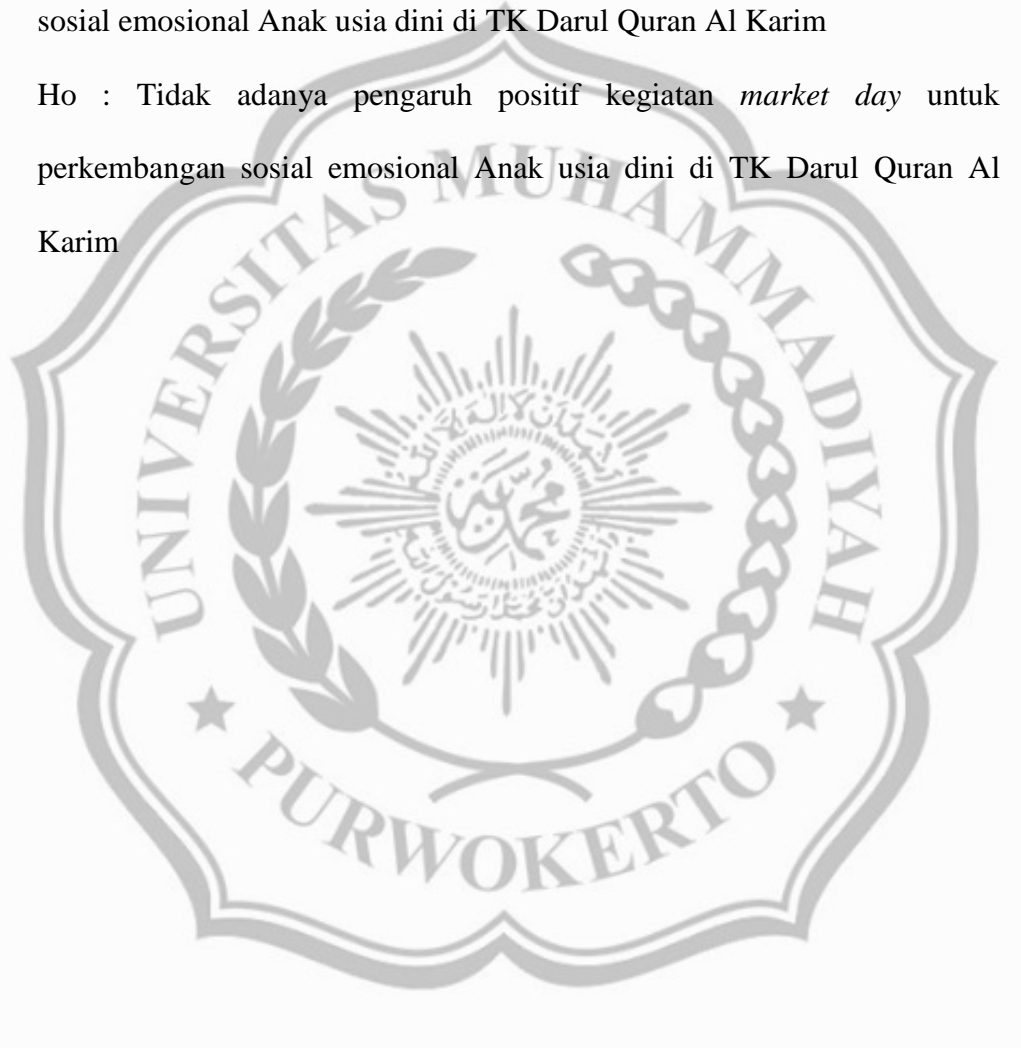 sosial emosional Anak usia dini di TK Darul Quran Al Karim
Ho : Tidak adanya pengaruh positif kegiatan market day untuk
perkembangan sosial emosional Anak usia dini di TK Darul Quran Al
Karim
UNIVERSITAS MUHAMMADIYAH
PURWOKERTO